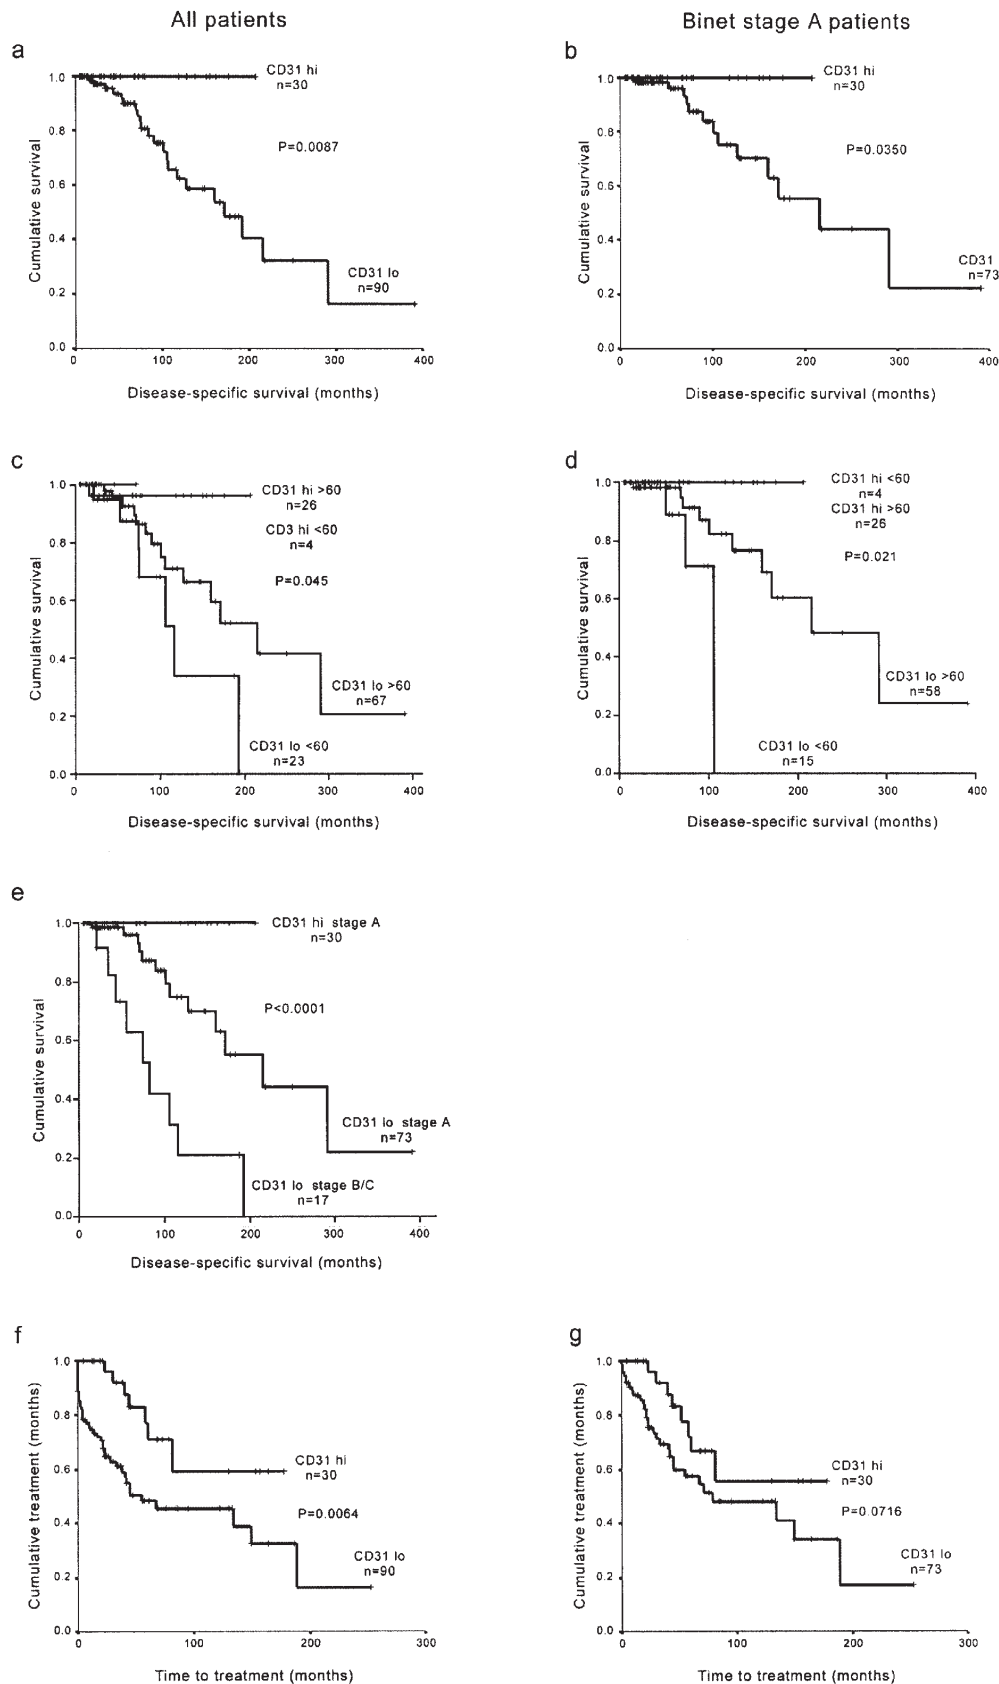 All patients
Binet stage A patients
a
1.0
0.8
0.6
0.4
0.2
0.0
Cumulative survival
CD31 hi
n=30
P=0.0087
CD31 lo
n=90
0 100 200 300 400
Disease-specific survival (months)
b
1.0
0.8
0.6
0.4
0.2
0.0
Cumulative survival
CD31 hi
n=30
P=0.0350
CD31
n=73
0 100 200 300 400
Disease-specific survival (months)
c
1.0
0.8
0.6
0.4
0.2
0.0
Cumulative survival
CD31 hi >60
n=26
CD3 hi <60
n=4
P=0.045
CD31 lo >60
n=67
CD31 lo <60
n=23
100 200 300 400
Disease-specific survival (months)
d
1.0
0.8
0.6
0.4
0.2
0.0
Cumulative survival
CD31 hi <60
n=4
CD31 hi >60
n=26
P=0.021
CD31 lo >60
n=58
CD31 lo <60
n=15
0 100 200 300 400
Disease-specific survival (months)
e
1.0
0.8
0.6
0.4
0.2
0.0
Cumulative survival
CD31 hi stage A
n=30
P<0.0001
CD31 lo stage A
n=73
CD31 lo stage B/C
n=17
0 100 200 300 400
Disease-specific survival (months)
f
1.0
0.8
0.6
0.4
0.2
0.0
Cumulative treatment (months)
CD31 hi
n=30
P=0.0064
CD31 lo
n=90
0 100 200 300
Time to treatment (months)
g
1.0
0.8
0.6
0.4
0.2
0.0
Cumulative treatment (months)
CD31 hi
n=30
P=0.0716
CD31 lo
n=73
0 100 200 300
Time to treatment (months)